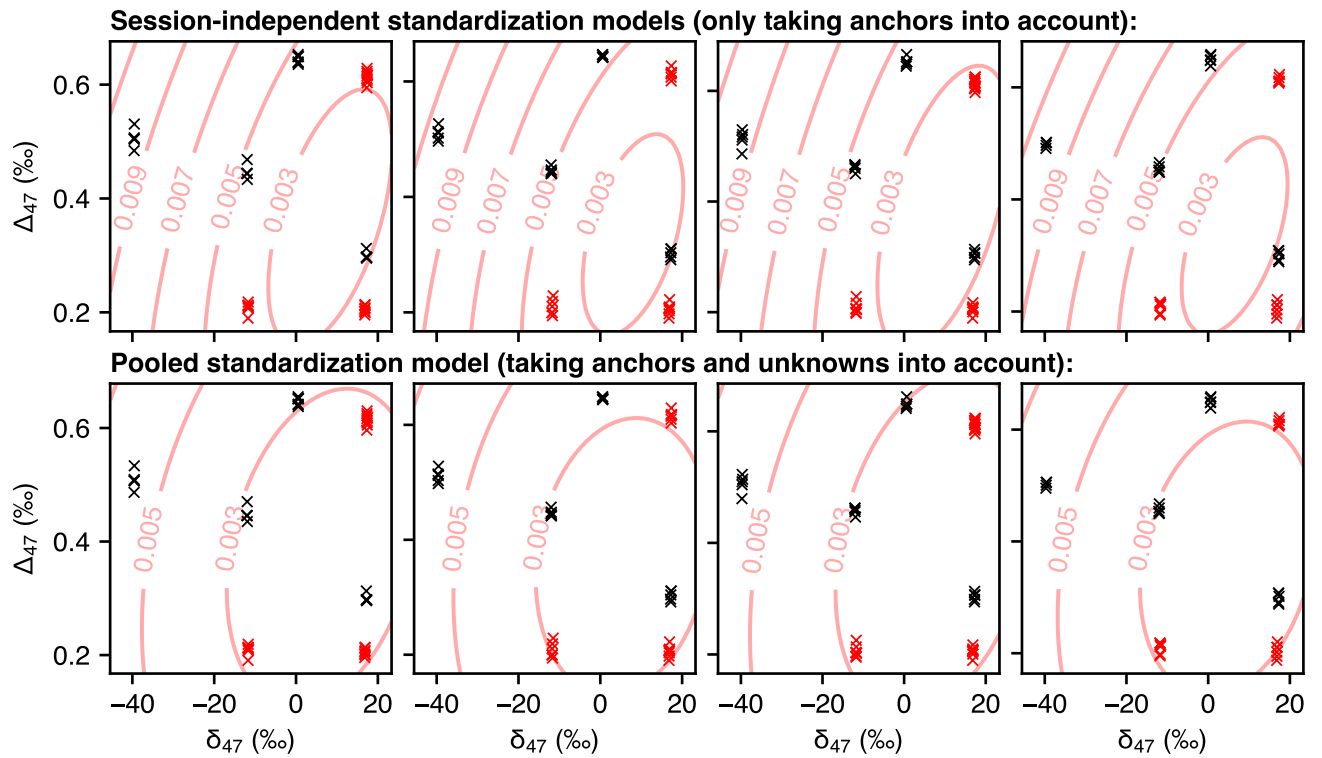 Session-independent standardization models (only taking anchors into account):
0.6
0.4
0.2
Δ47 (‰)
0.009
0.007
0.005
0.003
0.009
0.007
0.005
0.003
0.009
0.007
0.005
0.003
0.009
0.007
0.005
0.003
Pooled standardization model (taking anchors and unknowns into account):
0.6
0.4
0.2
Δ47 (‰)
0.005
0.003
0.005
0.003
0.005
0.003
0.005
0.003
−40 −20 0 20
−40 −20 0 20
−40 −20 0 20
−40 −20 0 20
δ47 (‰)
δ47 (‰)
δ47 (‰)
δ47 (‰)